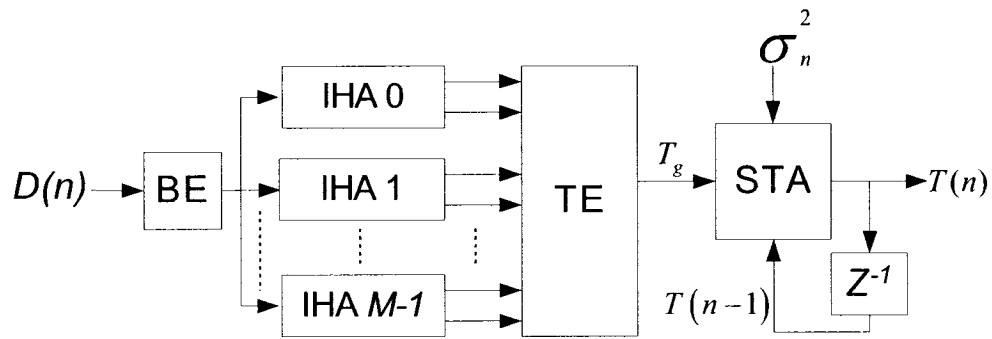 σ_n^2
IHA 0
D(n)
BE
IHA 1
TE
T_g
STA
T(n)
IHA M-1
T(n-1)
Z^-1